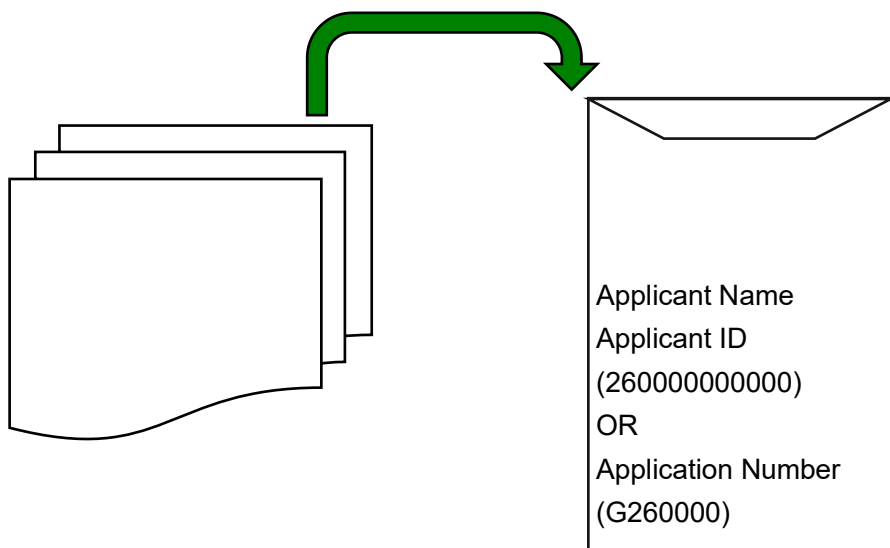 Applicant Name
Applicant ID
(260000000000)
OR
Application Number
(G260000)